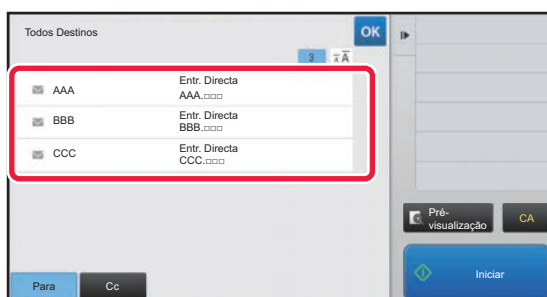 Todos Destinos
OK
3
AAA
Entr. Directa
AAA.□□□
BBB
Entr. Directa
BBB.□□□
CCC
Entr. Directa
CCC.□□□
Pré-
visualização
CA
Iniciar
Para
Cc